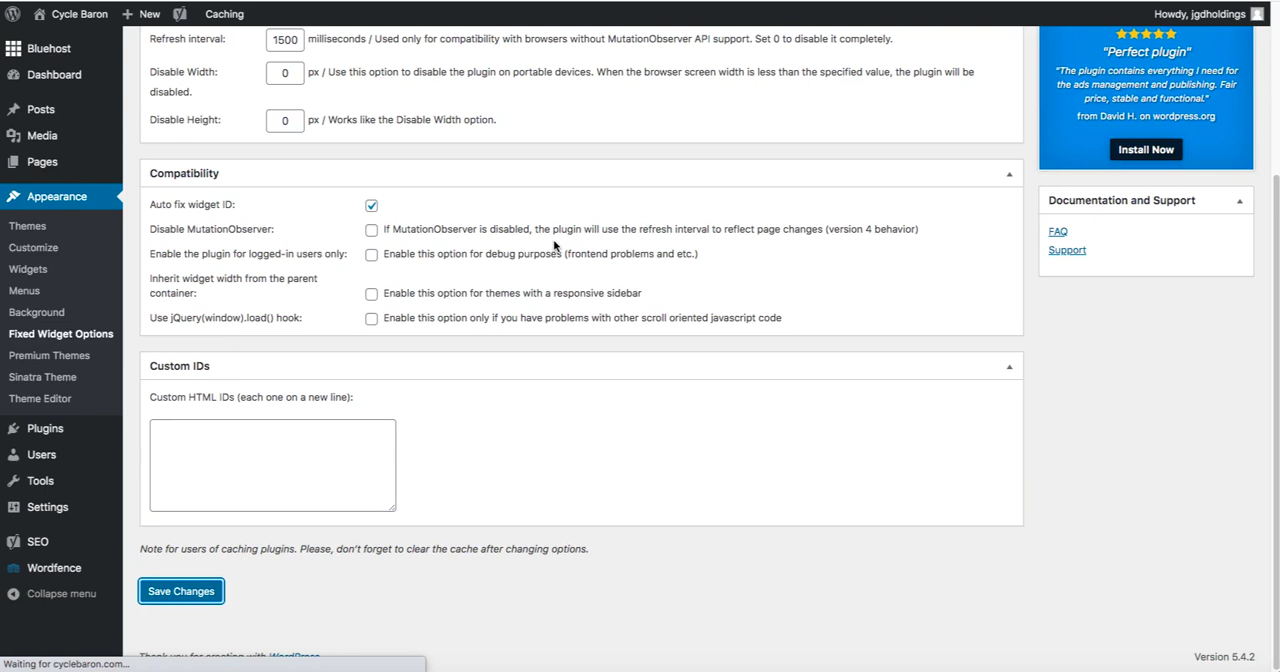 Cycle Baron
New
Caching
Howdy, jgdholdings
Bluehost
Dashboard
Posts
Media
Pages
Appearance
Themes
Customize
Widgets
Menus
Background
Fixed Widget Options
Premium Themes
Sinatra Theme
Theme Editor
Plugins
Users
Tools
Settings
SEO
Wordfence
Collapse menu
Refresh interval: 1500 milliseconds / Used only for compatibility with browsers without MutationObserver API support. Set 0 to disable it completely.
Disable Width: 0 px / Use this option to disable the plugin on portable devices. When the browser screen width is less than the specified value, the plugin will be
disabled.
Disable Height: 0 px / Works like the Disable Width option.
Compatibility
Auto fix widget ID:
Disable MutationObserver: If MutationObserver is disabled, the plugin will use the refresh interval to reflect page changes (version 4 behavior)
Enable the plugin for logged-in users only: Enable this option for debug purposes (frontend problems and etc.)
Inherit widget width from the parent
container: Enable this option for themes with a responsive sidebar
Use jQuery(window).load() hook: Enable this option only if you have problems with other scroll oriented javascript code
Custom IDs
Custom HTML IDs (each one on a new line):
Note for users of caching plugins. Please, don't forget to clear the cache after changing options.
Save Changes
Thank you for creating with WordPress
Version 5.4.2
"Perfect plugin"
"The plugin contains everything I need for
the ads management and publishing. Fair
price, stable and functional."
from David H. on wordpress.org
Install Now
Documentation and Support
FAQ
Support
Waiting for cyclebaron.com...